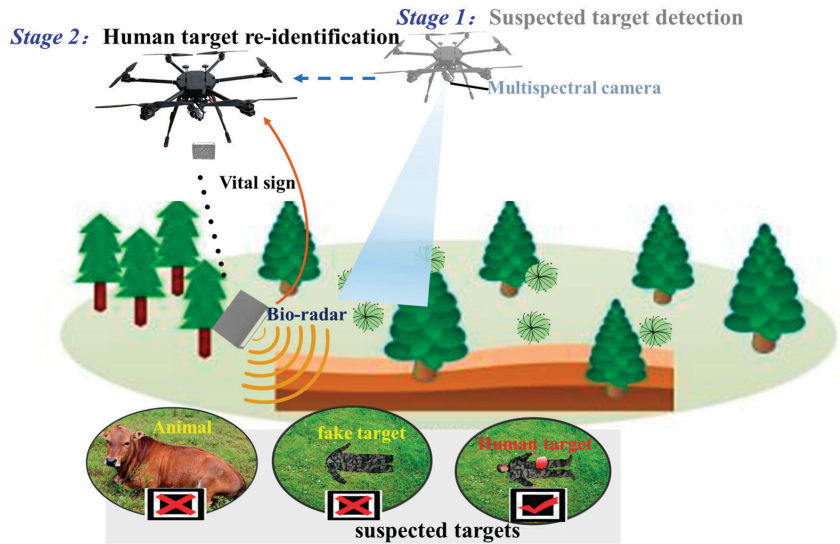 Stage 1： Suspected target detection
Stage 2： Human target re-identification
Multispectral camera
Vital sign
Bio-radar
Animal
fake target
Human target
suspected targets